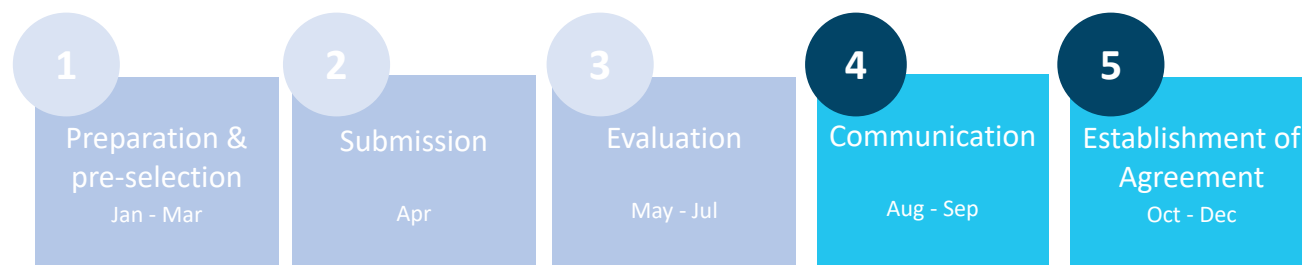 1
Preparation &
pre-selection
Jan - Mar
2
Submission
Apr
3
Evaluation
May - Jul
4
Communication
Aug - Sep
5
Establishment of
Agreement
Oct - Dec